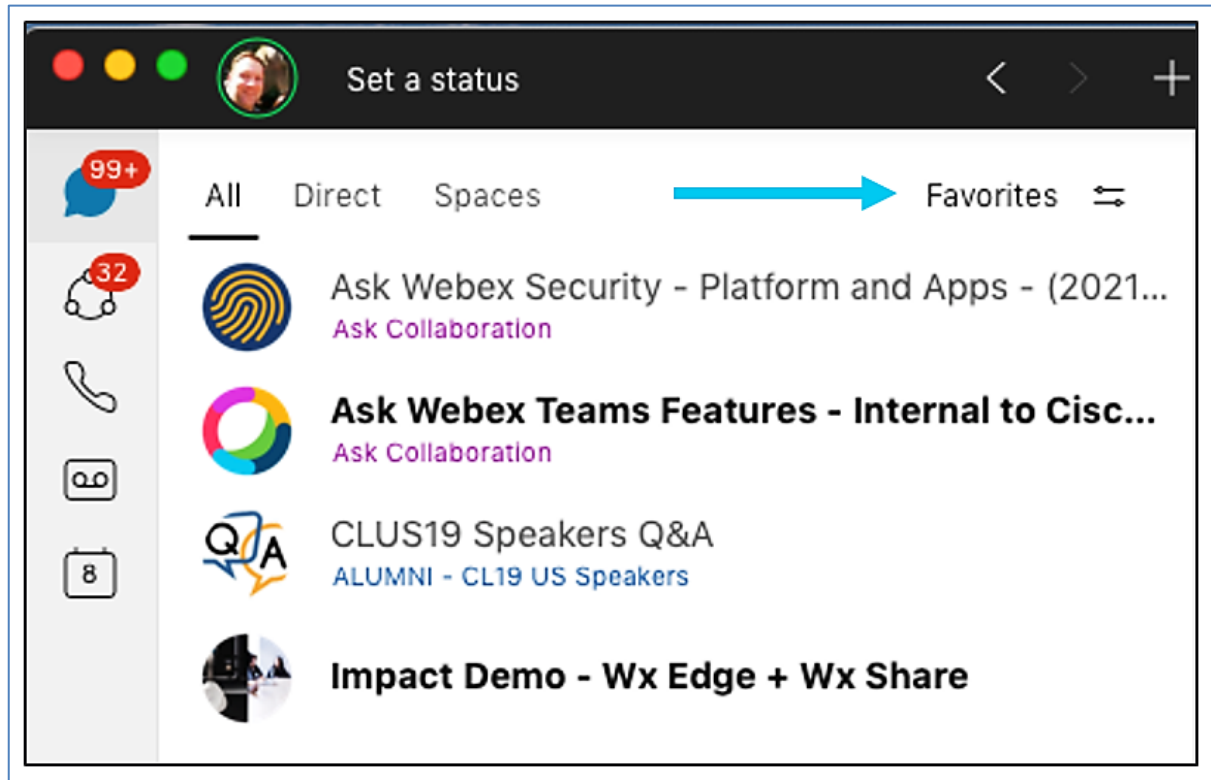 Set a status
99+
All Direct Spaces Favorites
32
Ask Webex Security - Platform and Apps - (2021...
Ask Collaboration
Ask Webex Teams Features - Internal to Cisc...
Ask Collaboration
Q A
CLUS19 Speakers Q&A
ALUMNI - CL19 US Speakers
8
Impact Demo - Wx Edge + Wx Share